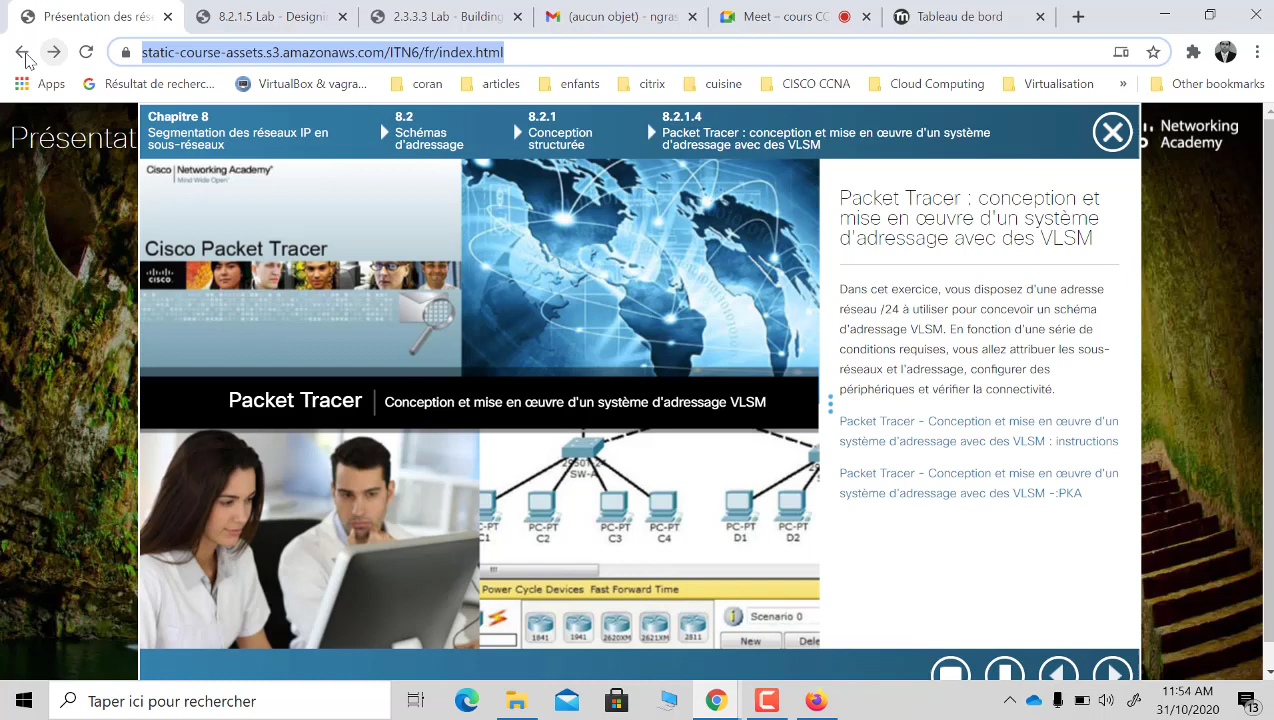 Présentation des rés
8.2.1.5 Lab - Designin
2.3.3.3 Lab - Building
(aucun objet) - ngras
Meet – cours CC
Tableau de bord
static-course-assets.s3.amazonaws.com/ITN6/fr/index.html
Apps
Résultat de recherc...
VirtualBox & vagra...
coran
articles
enfants
citrix
cuisine
CISCO CCNA
Cloud Computing
Virtualisation
»
Other bookmarks
Présentat
Chapitre 8
Segmentation des réseaux IP en
sous-réseaux
8.2
Schémas
d'adressage
8.2.1
Conception
structurée
8.2.1.4
Packet Tracer : conception et mise en œuvre d'un système
d'adressage avec des VLSM
Networking
Academy
Cisco Networking Academy
Mind Wide Open
Cisco Packet Tracer
CISCO
Packet Tracer
Conception et mise en œuvre d'un système d'adressage VLSM
SW-A
PC-PT
C1
PC-PT
C2
PC-PT
C3
PC-PT
C4
PC-PT
D1
PC-PT
D2
Power Cycle Devices Fast Forward Time
1841
1941
2620XM
2621XM
2811
Scenario 0
New
Dele
Packet Tracer : conception et
mise en œuvre d'un système
d'adressage avec des VLSM
Dans cet exercice, vous disposez d'une adresse
réseau /24 à utiliser pour concevoir un schéma
d'adressage VLSM. En fonction d'une série de
conditions requises, vous allez attribuer les sous-
réseaux et l'adressage, configurer des
périphériques et vérifier la connectivité.
Packet Tracer - Conception et mise en œuvre d'un
système d'adressage avec des VLSM : instructions
Packet Tracer - Conception et mise en œuvre d'un
système d'adressage avec des VLSM -:PKA
Taper ici pour rechercher
11:54 AM
31/10/2020
13